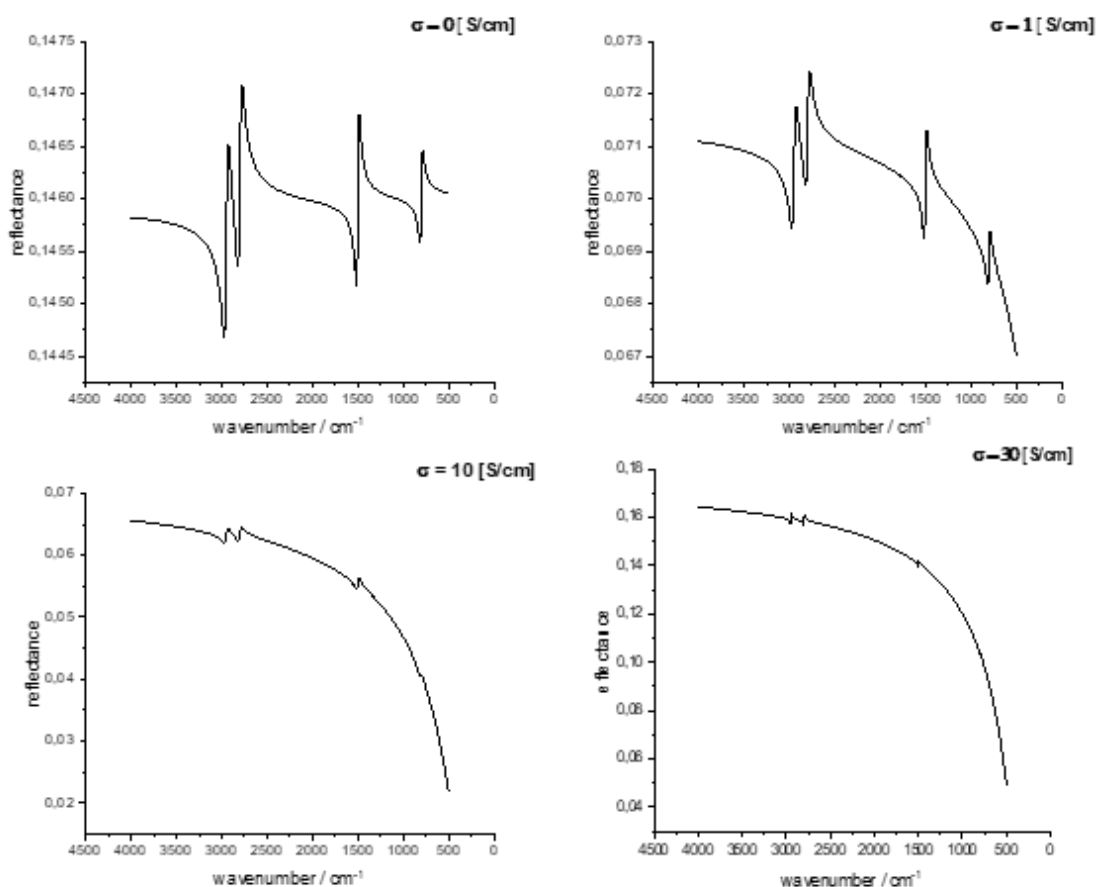 σ=0 [S/cm]
0,1475
0,1470
0,1465
0,1460
0,1455
0,1450
0,1445
reflectance
4500 4000 3500 3000 2500 2000 1500 1000 500 0
wavenumber / cm⁻¹
σ=1 [S/cm]
0,073
0,072
0,071
0,070
0,069
0,068
0,067
reflectance
4500 4000 3500 3000 2500 2000 1500 1000 500 0
wavenumber / cm⁻¹
σ = 10 [S/cm]
0,07
0,06
0,05
0,04
0,03
0,02
reflectance
4500 4000 3500 3000 2500 2000 1500 1000 500 0
wavenumber / cm⁻¹
σ=30 [S/cm]
0,18
0,16
0,14
0,12
0,10
0,08
0,06
0,04
eflectance
4500 4000 3500 3000 2500 2000 1500 1000 500 0
wavenumber / cm⁻¹